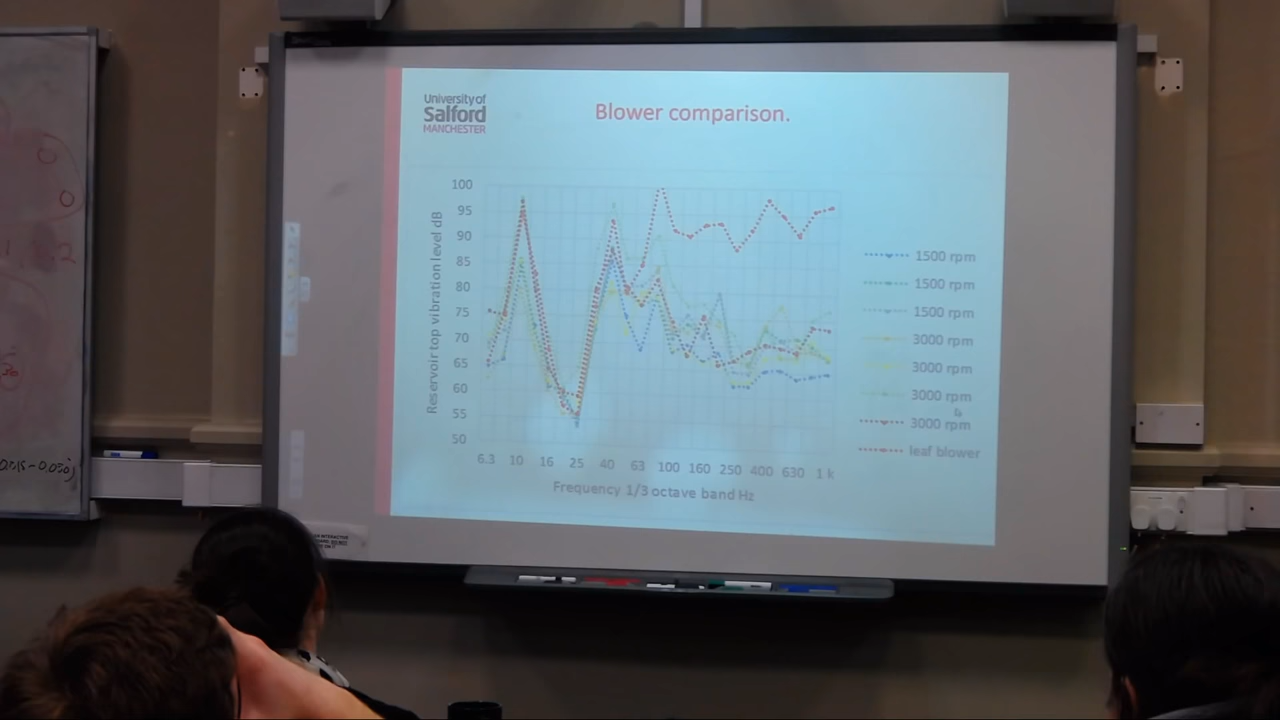 University of
Salford
MANCHESTER
Blower comparison.
Reservoir top vibration level dB
100
95
90
85
80
75
70
65
60
55
50
6.3 10 16 25 40 63 100 160 250 400 630 1 k
Frequency 1/3 octave band Hz
1500 rpm
1500 rpm
1500 rpm
3000 rpm
3000 rpm
3000 rpm
3000 rpm
leaf blower